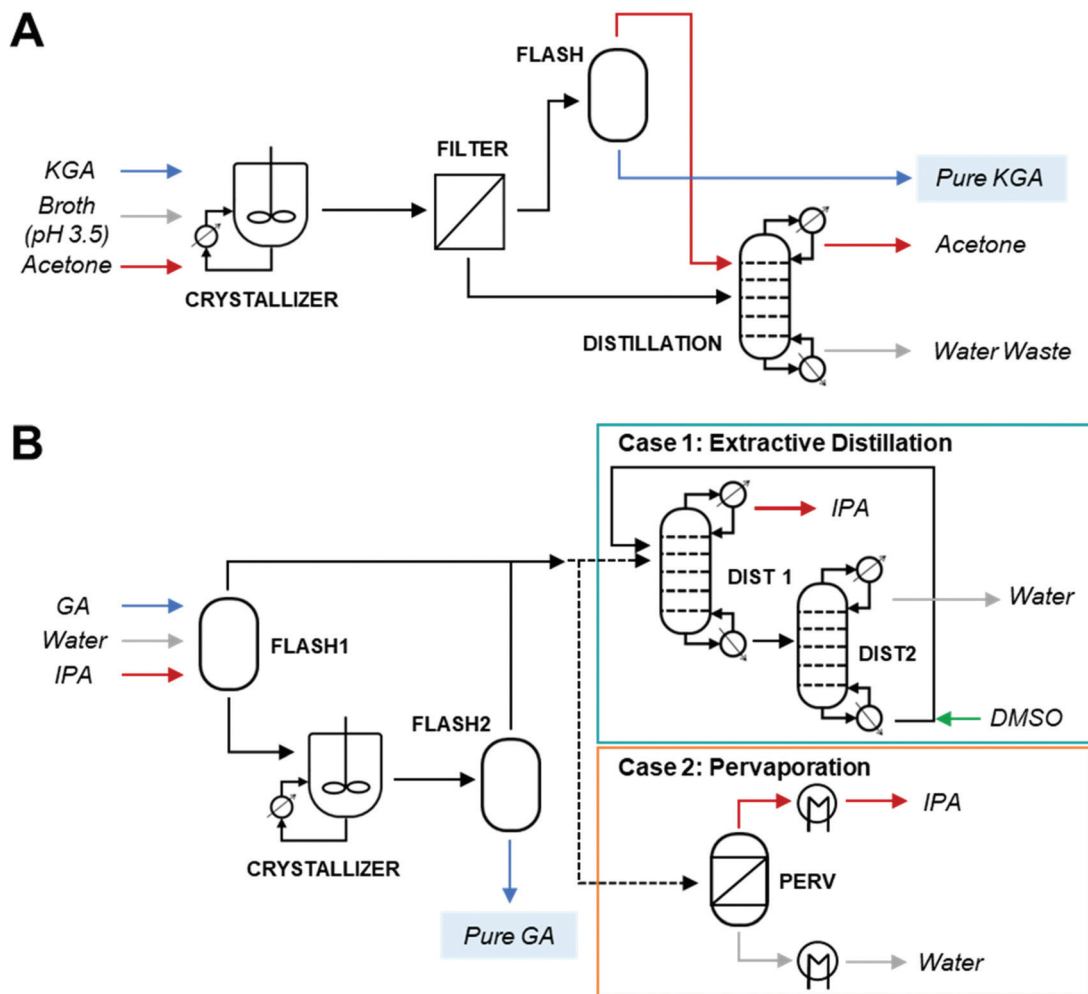 A
FLASH
FILTER
KGA
Broth
(pH 3.5)
Acetone
CRYSTALLIZER
Pure KGA
Acetone
DISTILLATION
Water Waste
B
Case 1: Extractive Distillation
IPA
DIST 1
Water
DIST2
DMSO
GA
Water
IPA
FLASH1
FLASH2
CRYSTALLIZER
Pure GA
Case 2: Pervaporation
IPA
PERV
Water